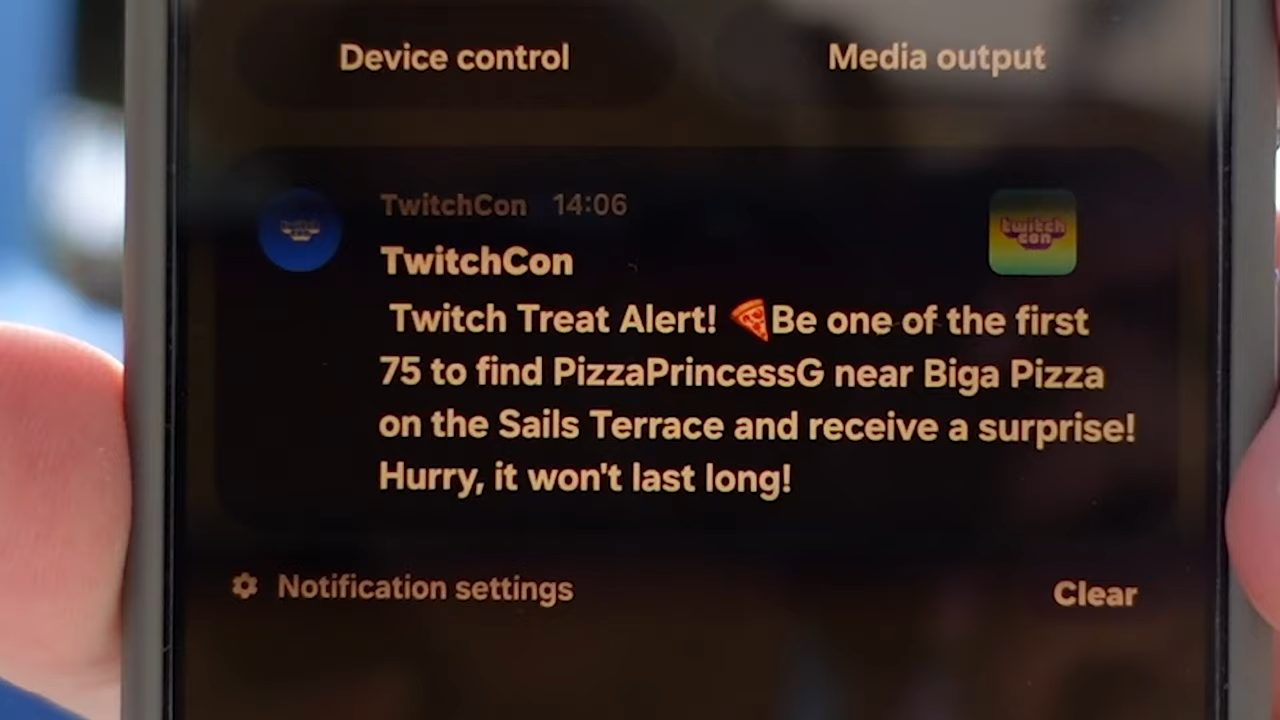 Device control
Media output
TwitchCon 14:06
twitch
con
TwitchCon
Twitch Treat Alert! 🍕Be one of the first
75 to find PizzaPrincessG near Biga Pizza
on the Sails Terrace and receive a surprise!
Hurry, it won't last long!
Notification settings
Clear